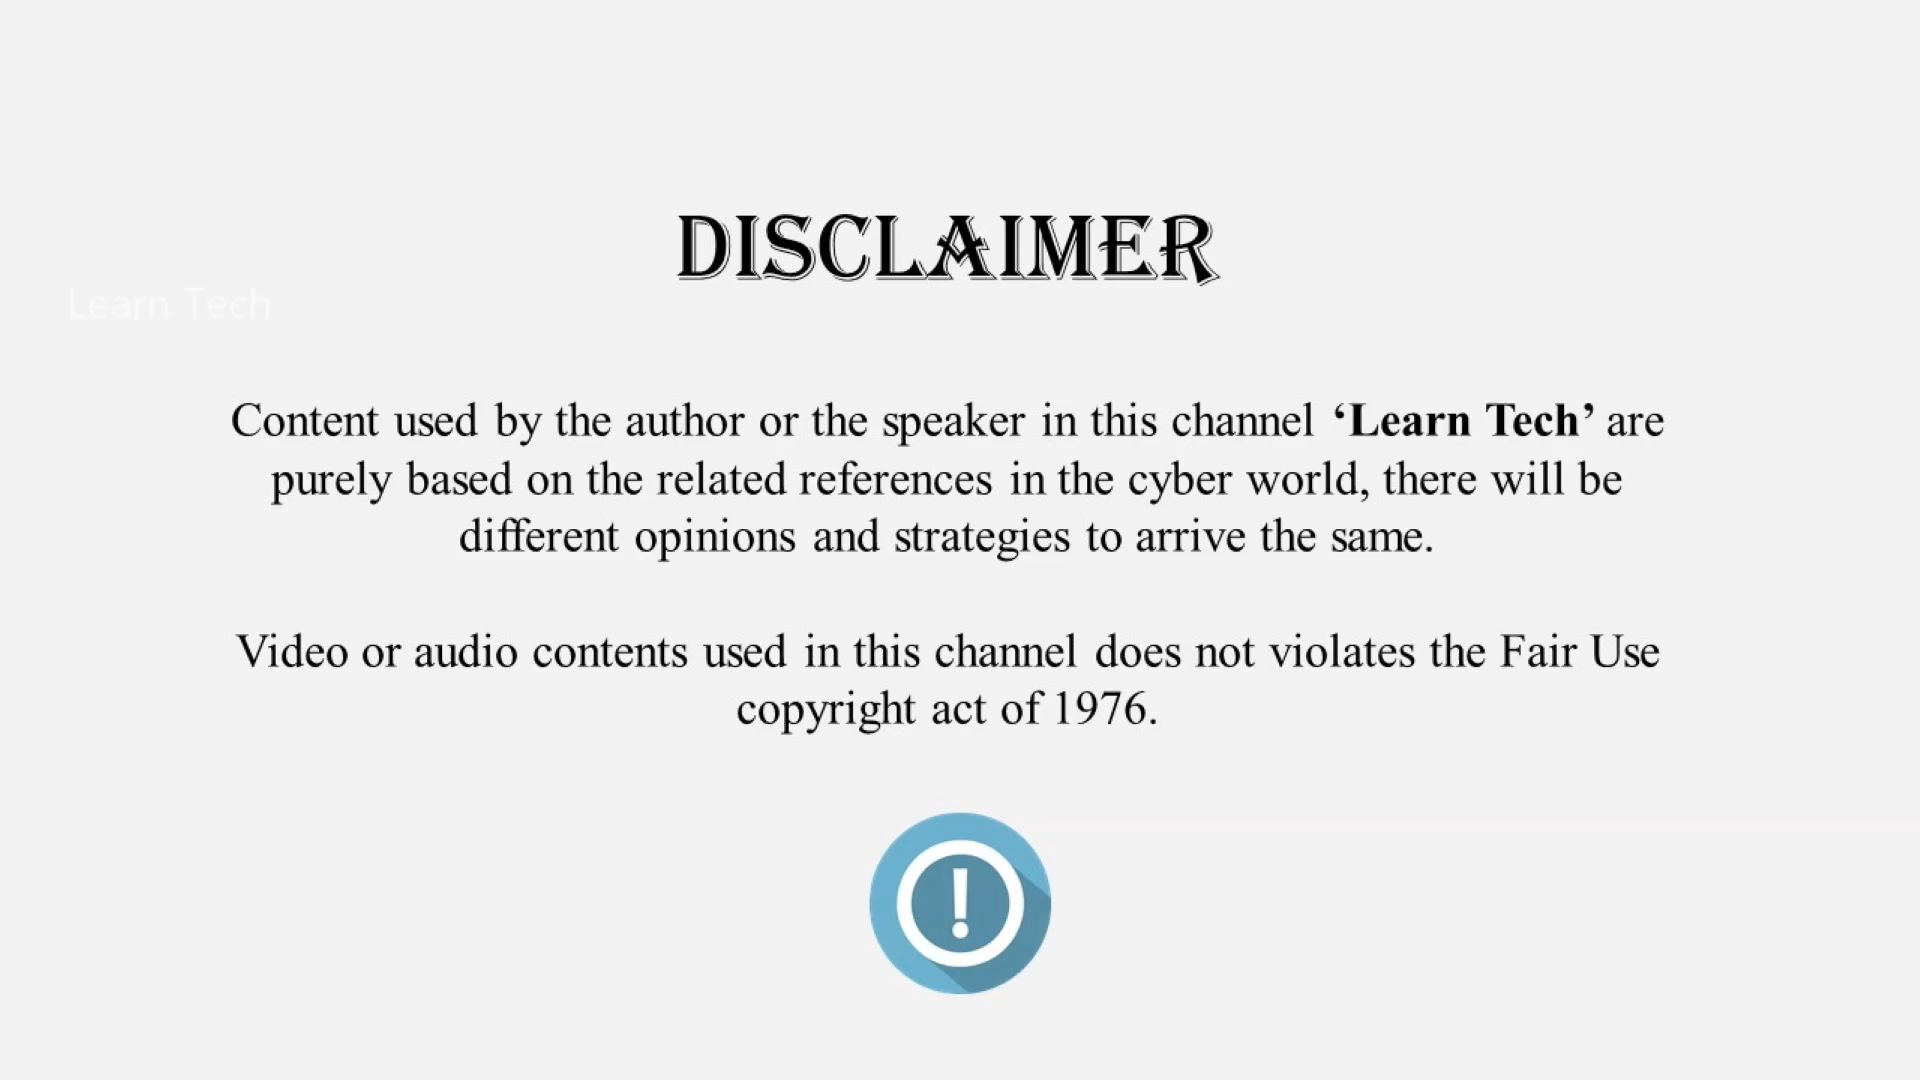 DISCLAIMER
Learn Tech
Content used by the author or the speaker in this channel ‘Learn Tech’ are
purely based on the related references in the cyber world, there will be
different opinions and strategies to arrive the same.
Video or audio contents used in this channel does not violates the Fair Use
copyright act of 1976.